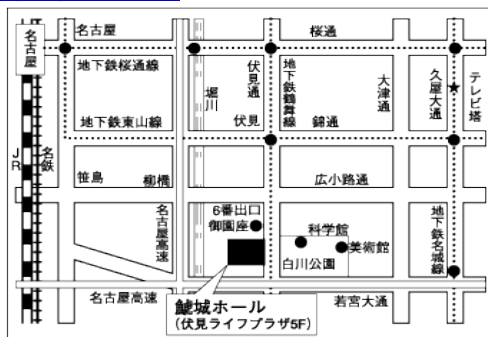 名古屋
名古屋
桜通
地下鉄桜通線
伏見通
地下鉄鶴舞線
大津通
久屋大通
テレビ塔
堀川
地下鉄東山線
伏見
錦通
JR
名鉄
笹島
柳橋
広小路通
名古屋高速
6番出口
御園座
科学館
美術館
白川公園
地下鉄名城線
名古屋高速
若宮大通
鯱城ホール
(伏見ライフプラザ5F)